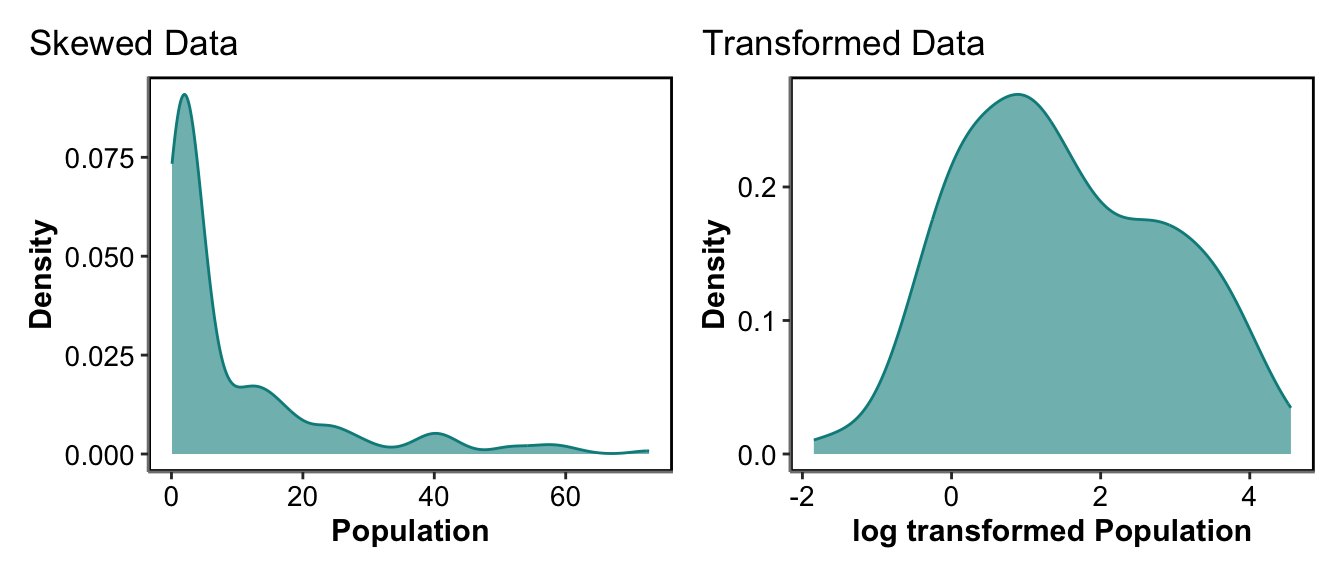 Skewed Data
Density
0.075
0.050
0.025
0.000
0 20 40 60
Population
Transformed Data
Density
0.2
0.1
0.0
-2 0 2 4
log transformed Population